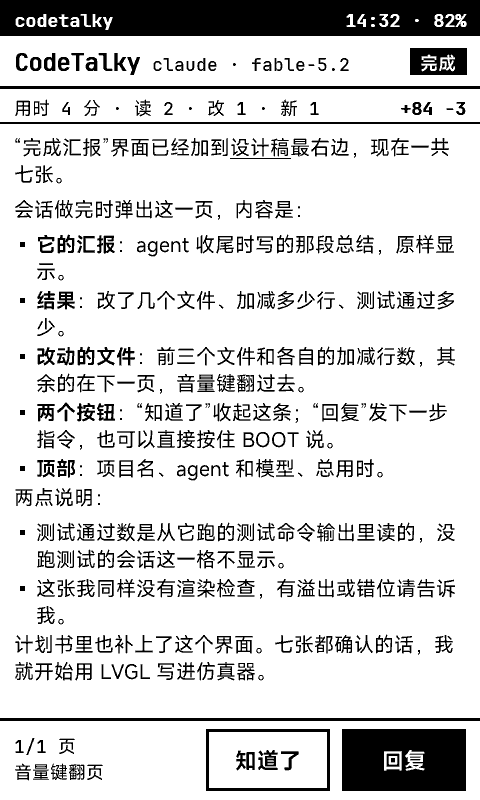 codetalky 14:32 · 82%
CodeTalky claude · fable-5.2 完成
用时 4 分 · 读 2 · 改 1 · 新 1 +84 -3
“完成汇报”界面已经加到设计稿最右边，现在一共
七张。
会话做完时弹出这一页，内容是：
▪ 它的汇报：agent 收尾时写的那段总结，原样显
示。
▪ 结果：改了几个文件、加减多少行、测试通过多
少。
▪ 改动的文件：前三个文件和各自的加减行数，其
余的在下一页，音量键翻过去。
▪ 两个按钮：“知道了”收起这条；“回复”发下一步
指令，也可以直接按住 BOOT 说。
▪ 顶部：项目名、agent 和模型、总用时。
两点说明：
▪ 测试通过数是从它跑的测试命令输出里读的，没
跑测试的会话这一格不显示。
▪ 这张我同样没有渲染检查，有溢出或错位请告诉
我。
计划书里也补上了这个界面。七张都确认的话，我
就开始用 LVGL 写进仿真器。
1/1 页
音量键翻页
知道了
回复